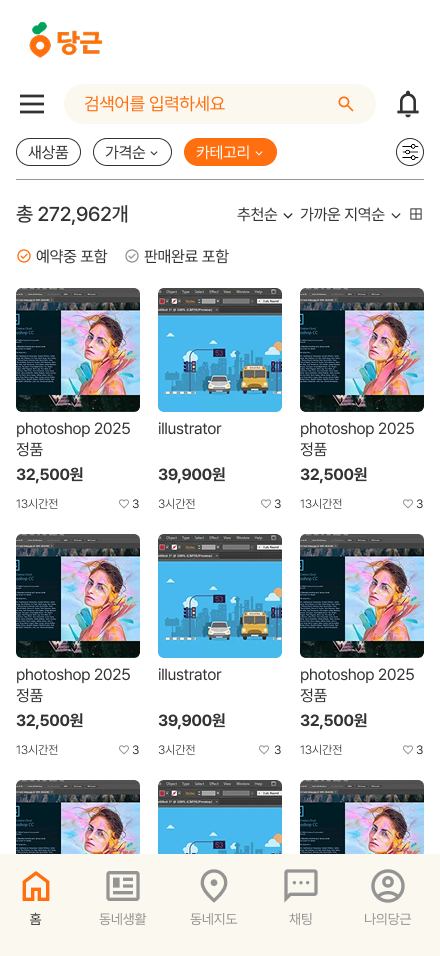 당근
검색어를 입력하세요
새상품 가격순 카테고리
총 272,962개 추천순 가까운 지역순
예약중 포함 판매완료 포함
photoshop 2025 정품
32,500원
13시간전 3
illustrator
39,900원
3시간전 3
photoshop 2025 정품
32,500원
13시간전 3
photoshop 2025 정품
32,500원
13시간전 3
illustrator
39,900원
3시간전 3
photoshop 2025 정품
32,500원
13시간전 3
홈 동네생활 동네지도 채팅 나의당근